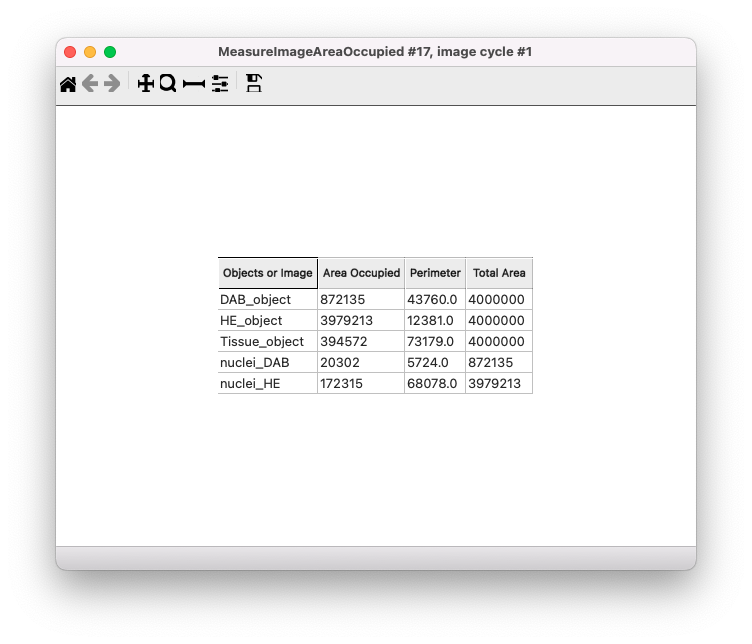 MeasureImageAreaOccupied #17, image cycle #1
Objects or Image Area Occupied Perimeter Total Area
DAB_object 872135 43760.0 4000000
HE_object 3979213 12381.0 4000000
Tissue_object 394572 73179.0 4000000
nuclei_DAB 20302 5724.0 872135
nuclei_HE 172315 68078.0 3979213